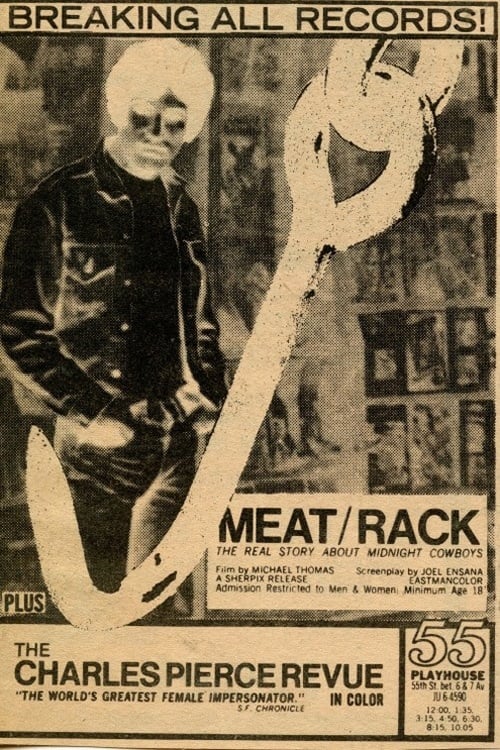 BREAKING ALL RECORDS!
MEAT/RACK
THE REAL STORY ABOUT MIDNIGHT COWBOYS
Film by MICHAEL THOMAS Screenplay by JOEL ENSANA
A SHERPIX RELEASE EASTMANCOLOR
Admission Restricted to Men & Women; Minimum Age 18
PLUS
THE
CHARLES PIERCE REVUE
"THE WORLD'S GREATEST FEMALE IMPERSONATOR." IN COLOR
S.F. CHRONICLE
55
PLAYHOUSE
55th St. bet. 6 & 7 Av
JU 6-4590
12:00, 1:35,
3:15, 4:50, 6:30,
8:15, 10:05